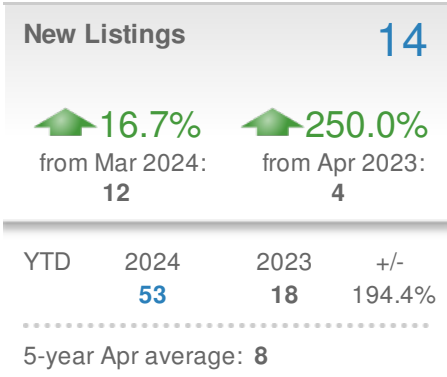 New Listings 14
16.7% 250.0%
from Mar 2024: from Apr 2023:
12 4
YTD 2024 2023 +/-
53 18 194.4%
5-year Apr average: 8